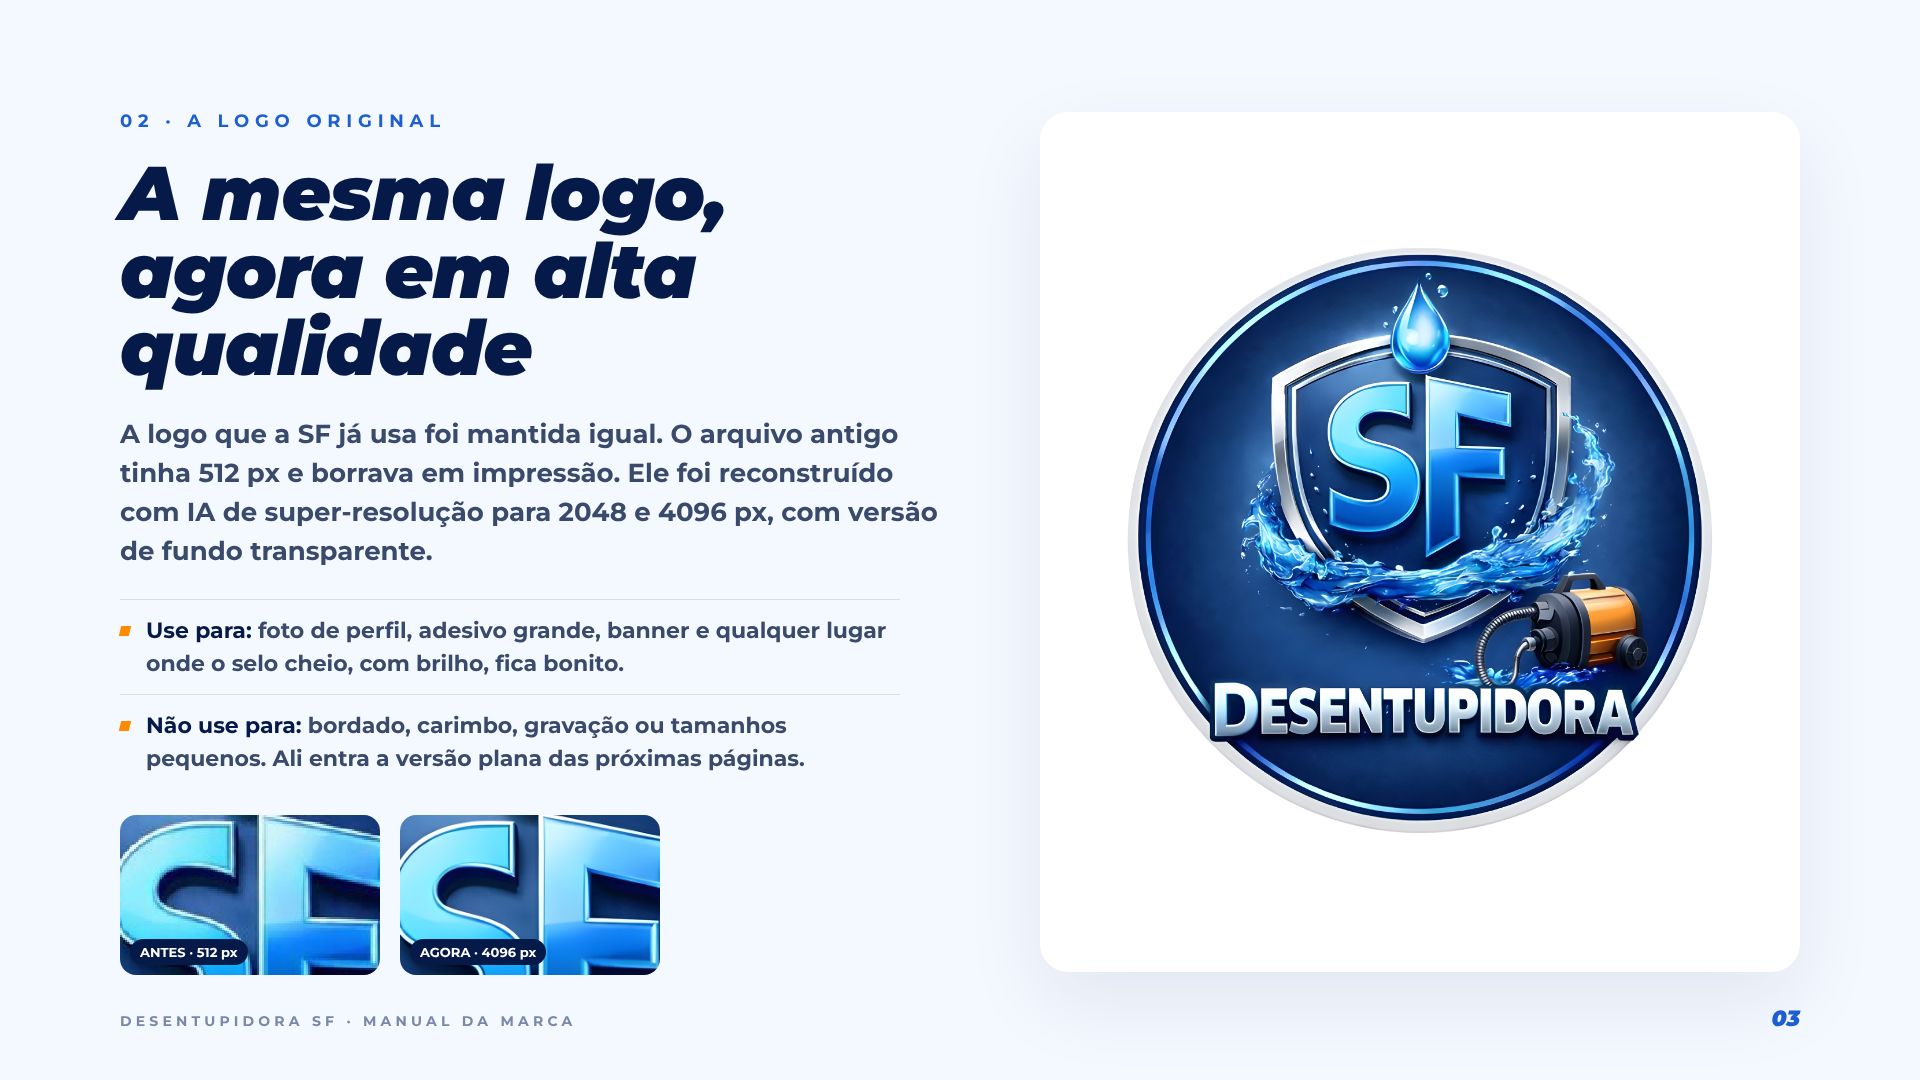 02 · A LOGO ORIGINAL
A mesma logo,
agora em alta
qualidade
A logo que a SF já usa foi mantida igual. O arquivo antigo
tinha 512 px e borrava em impressão. Ele foi reconstruído
com IA de super-resolução para 2048 e 4096 px, com versão
de fundo transparente.
Use para: foto de perfil, adesivo grande, banner e qualquer lugar
onde o selo cheio, com brilho, fica bonito.
Não use para: bordado, carimbo, gravação ou tamanhos
pequenos. Ali entra a versão plana das próximas páginas.
SF
ANTES · 512 px
SF
AGORA · 4096 px
SF
DESENTUPIDORA
DESENTUPIDORA SF · MANUAL DA MARCA
03